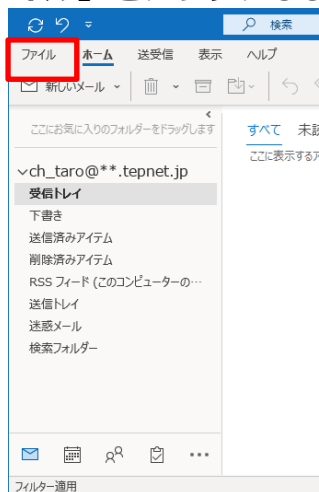 検索
ファイル ホーム 送受信 表示 ヘルプ
新しいメール
ここにお気に入りのフォルダーをドラッグします
すべて 未読
ここに表示するア
ch_taro@**.tepnet.jp
受信トレイ
下書き
送信済みアイテム
削除済みアイテム
RSS フィード (このコンピューターの…
送信トレイ
迷惑メール
検索フォルダー
フィルター適用